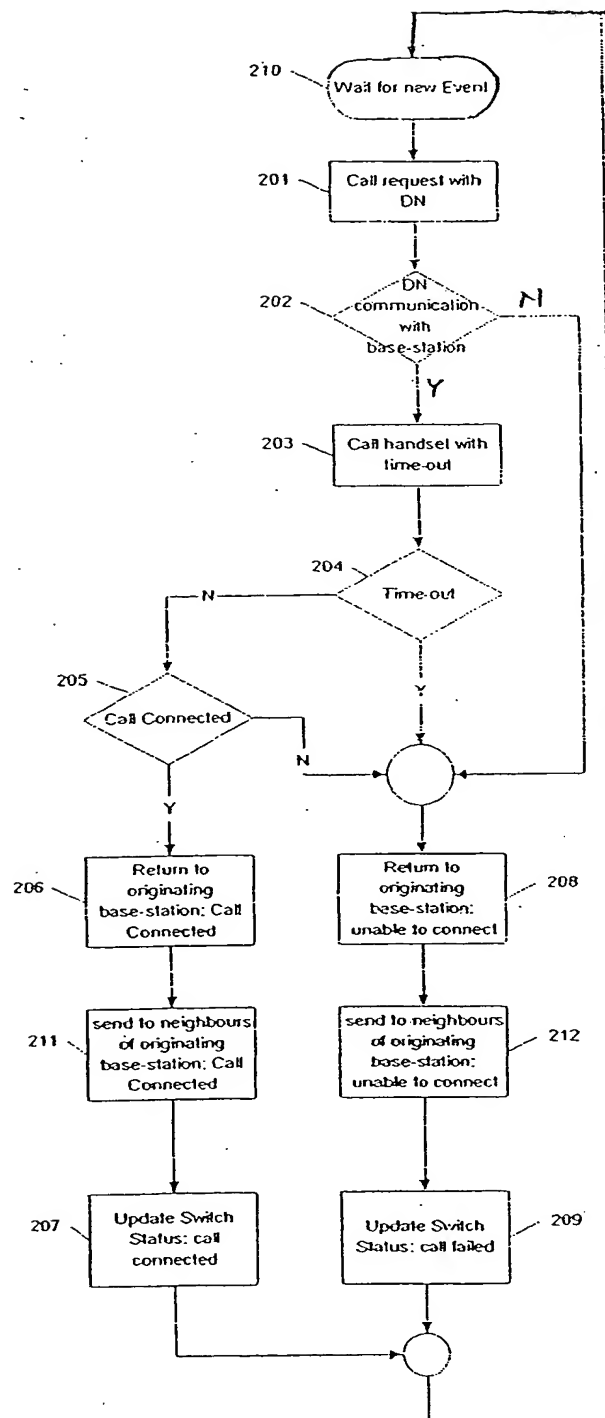 210
Wait for new Event
201
Call request with
DN
202
DN
communication
with
base-station
N
Y
203
Call handset with
time-out
204
Time-out
N
Y
205
Call Connected
N
Y
206
Return to
originating
base-station: Call
Connected
208
Return to
originating
base-station:
unable to connect
211
send to neighbours
of originating
base-station: Call
Connected
212
send to neighbours
of originating
base-station:
unable to connect
207
Update Switch
Status: call
connected
209
Update Switch
Status: call failed